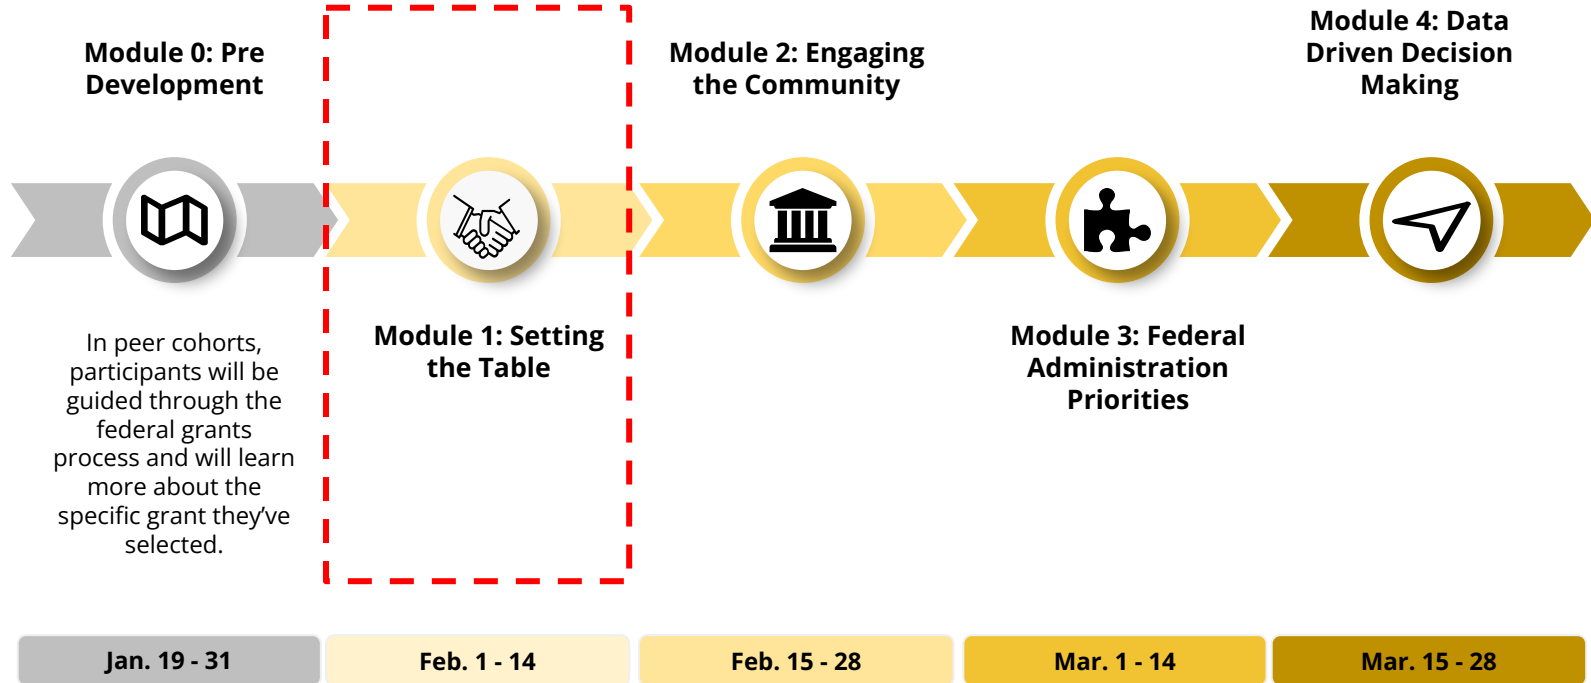 Module 0: Pre
Development
In peer cohorts,
participants will be
guided through the
federal grants
process and will learn
more about the
specific grant they’ve
selected.
Module 1: Setting
the Table
Module 2: Engaging
the Community
Module 3: Federal
Administration
Priorities
Module 4: Data
Driven Decision
Making
Jan. 19 - 31
Feb. 1 - 14
Feb. 15 - 28
Mar. 1 - 14
Mar. 15 - 28